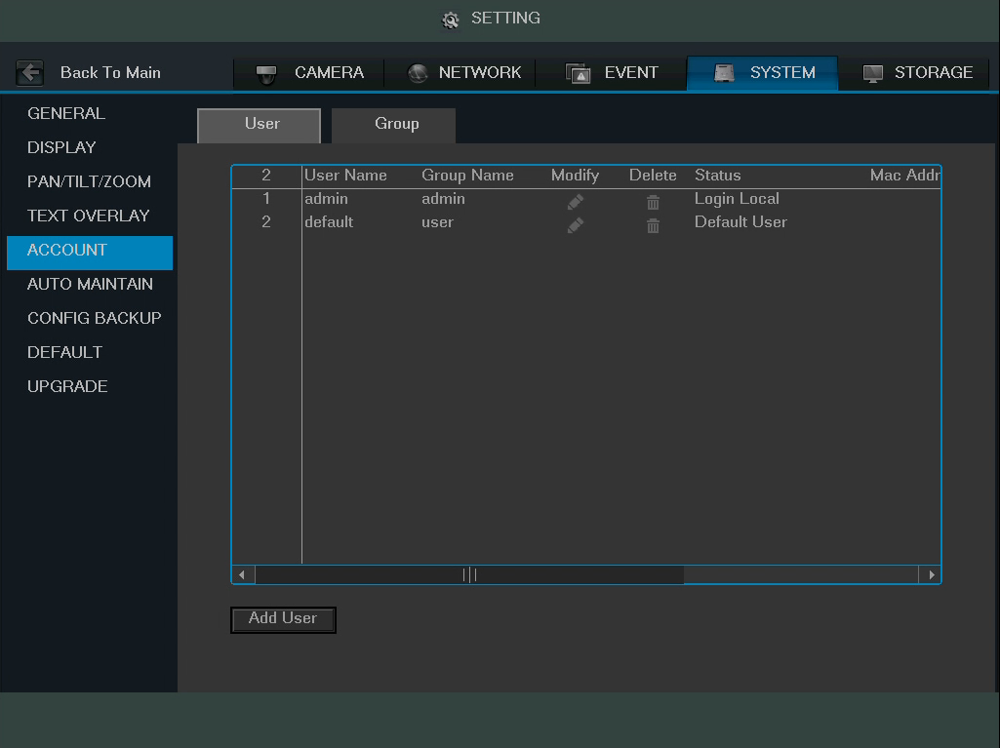 SETTING
Back To Main
CAMERA
NETWORK
EVENT
SYSTEM
STORAGE
GENERAL
DISPLAY
PAN/TILT/ZOOM
TEXT OVERLAY
ACCOUNT
AUTO MAINTAIN
CONFIG BACKUP
DEFAULT
UPGRADE
User Group
2 User Name Group Name Modify Delete Status Mac Addr
1 admin admin Login Local
2 default user Default User
Add User